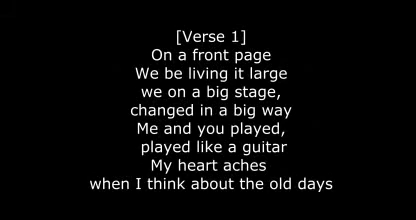 [Verse 1]
On a front page
We be living it large
we on a big stage,
changed in a big way
Me and you played,
played like a guitar
My heart aches
when I think about the old days